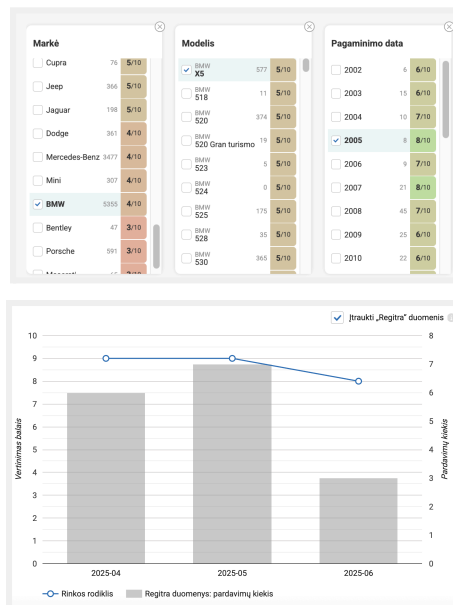 Markė
Cupra 76 5/10
Jeep 366 5/10
Jaguar 198 5/10
Dodge 361 4/10
Mercedes-Benz 3477 4/10
Mini 307 4/10
BMW 5355 4/10
Bentley 47 3/10
Porsche 591 3/10
Modelis
BMW
X5 577 5/10
BMW
518 11 5/10
BMW
520 374 5/10
BMW
520 Gran turismo 19 5/10
BMW
523 5 5/10
BMW
524 0 5/10
BMW
525 175 5/10
BMW
528 35 5/10
BMW
530 365 5/10
Pagaminimo data
2002 6 6/10
2003 15 6/10
2004 10 7/10
2005 8 8/10
2006 9 7/10
2007 21 8/10
2008 45 7/10
2009 25 6/10
2010 22 6/10
Įtraukti „Regitra" duomenis
Vertinimas balais
10
9
8
7
6
5
4
3
2
1
0
8
7
6
5
4
3
2
1
0
Pardavimų kiekis
2025-04 2025-05 2025-06
Rinkos rodiklis Regitra duomenys: pardavimų kiekis